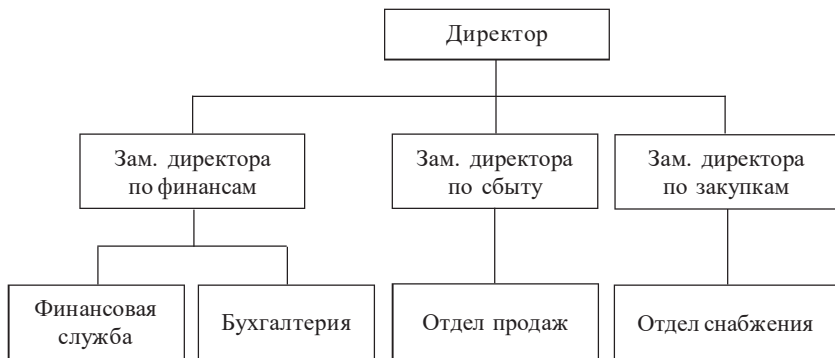 Директор
Зам. директора
по финансам
Зам. директора
по сбыту
Зам. директора
по закупкам
Финансовая
служба
Бухгалтерия
Отдел продаж
Отдел снабжения